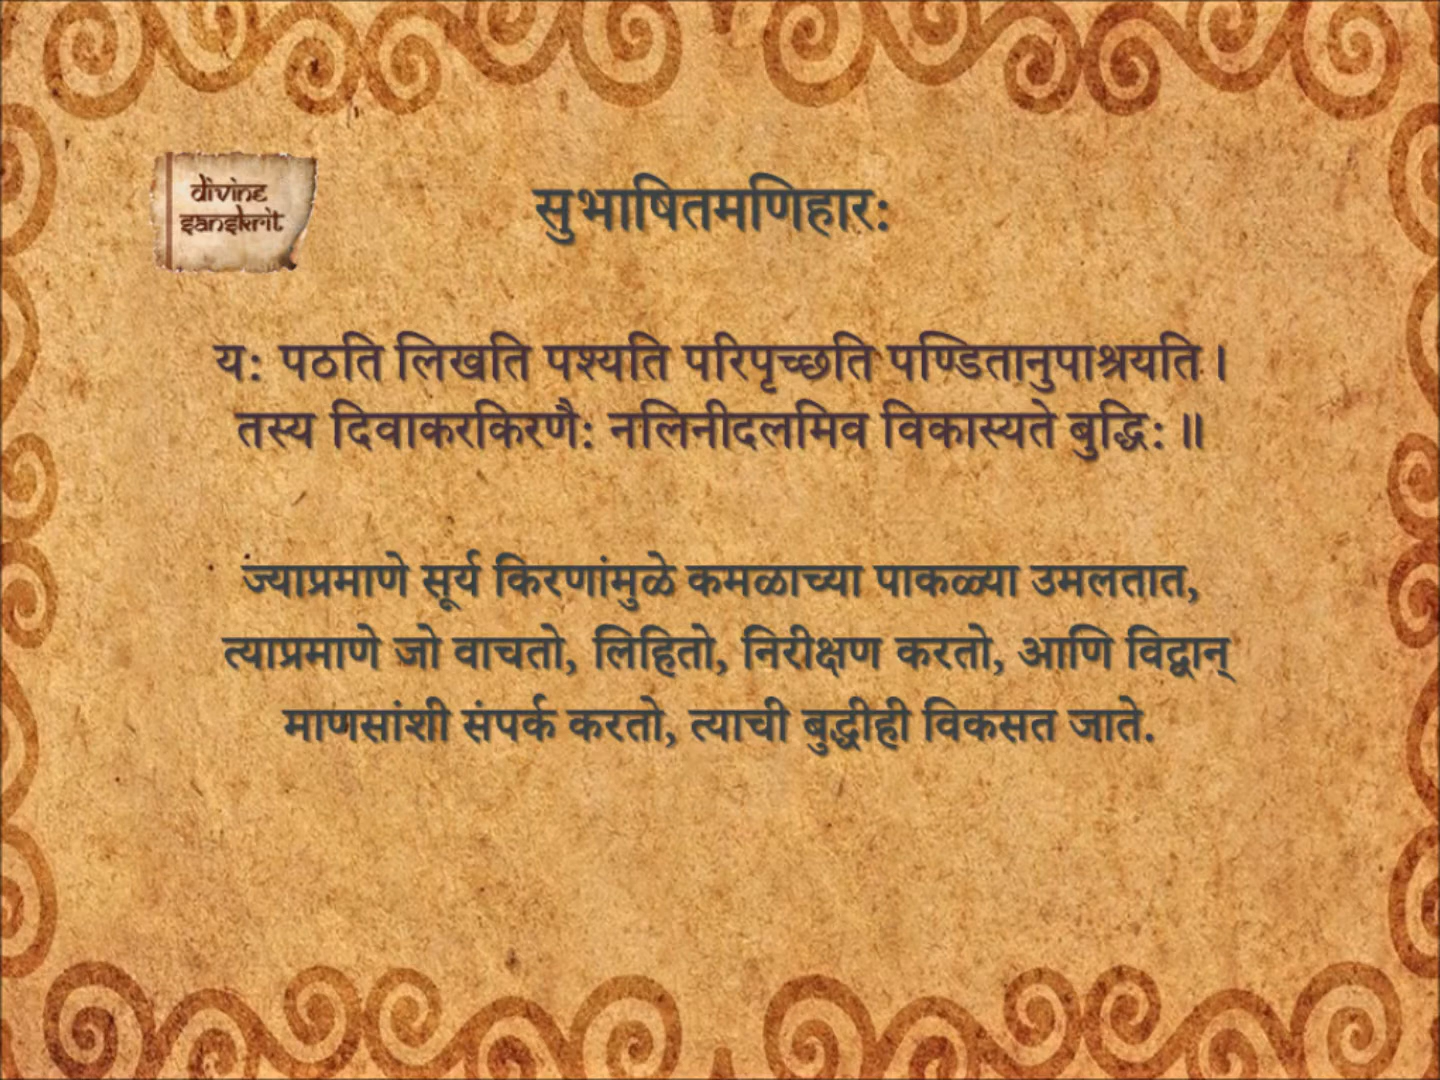 divine
sanskrit
सुभाषितमणिहार:
य: पठति लिखति पश्यति परिपृच्छति पण्डितानुपाश्रयति ।
तस्य दिवाकरकिरणै: नलिनीदलमिव विकास्यते बुद्धि: ॥
ज्याप्रमाणे सूर्य किरणांमुळे कमळाच्या पाकळ्या उमलतात,
त्याप्रमाणे जो वाचतो, लिहितो, निरीक्षण करतो, आणि विद्वान्
माणसांशी संपर्क करतो, त्याची बुद्धीही विकसत जाते.